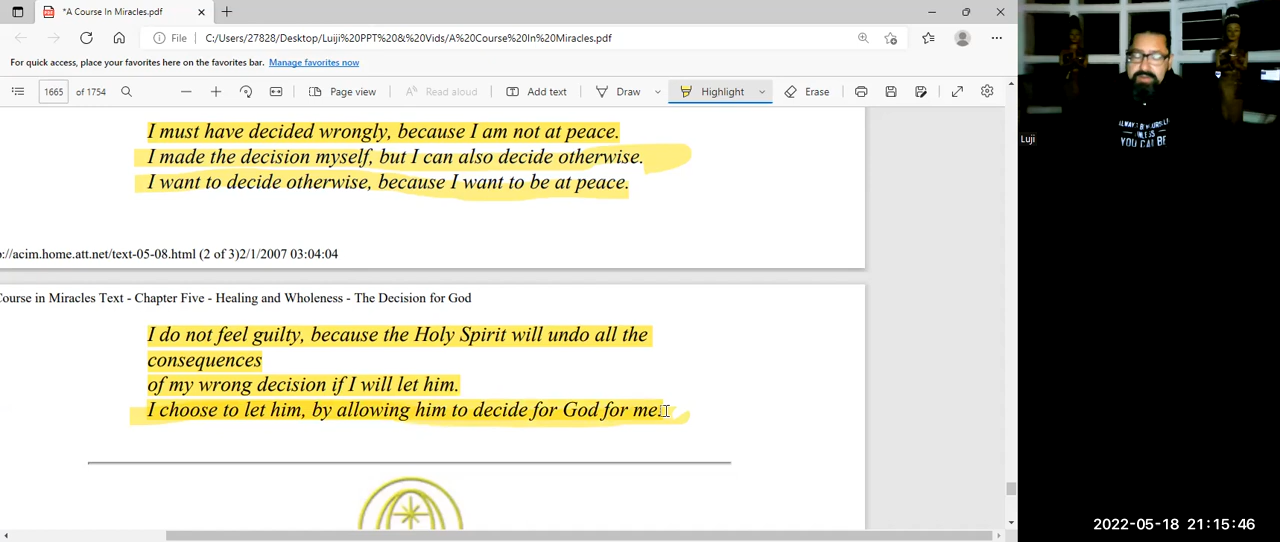 *A Course In Miracles.pdf
File C:/Users/27828/Desktop/Luiji%20PPT%20&%20Vids/A%20Course%20In%20Miracles.pdf
For quick access, place your favorites here on the favorites bar. Manage favorites now
1665 of 1754 Page view Read aloud Add text Draw Highlight Erase
I must have decided wrongly, because I am not at peace.
I made the decision myself, but I can also decide otherwise.
I want to decide otherwise, because I want to be at peace.
://acim.home.att.net/text-05-08.html (2 of 3)2/1/2007 03:04:04
Course in Miracles Text - Chapter Five - Healing and Wholeness - The Decision for God
I do not feel guilty, because the Holy Spirit will undo all the
consequences
of my wrong decision if I will let him.
I choose to let him, by allowing him to decide for God for me.
Luji
YOU CAN BE
2022-05-18 21:15:46